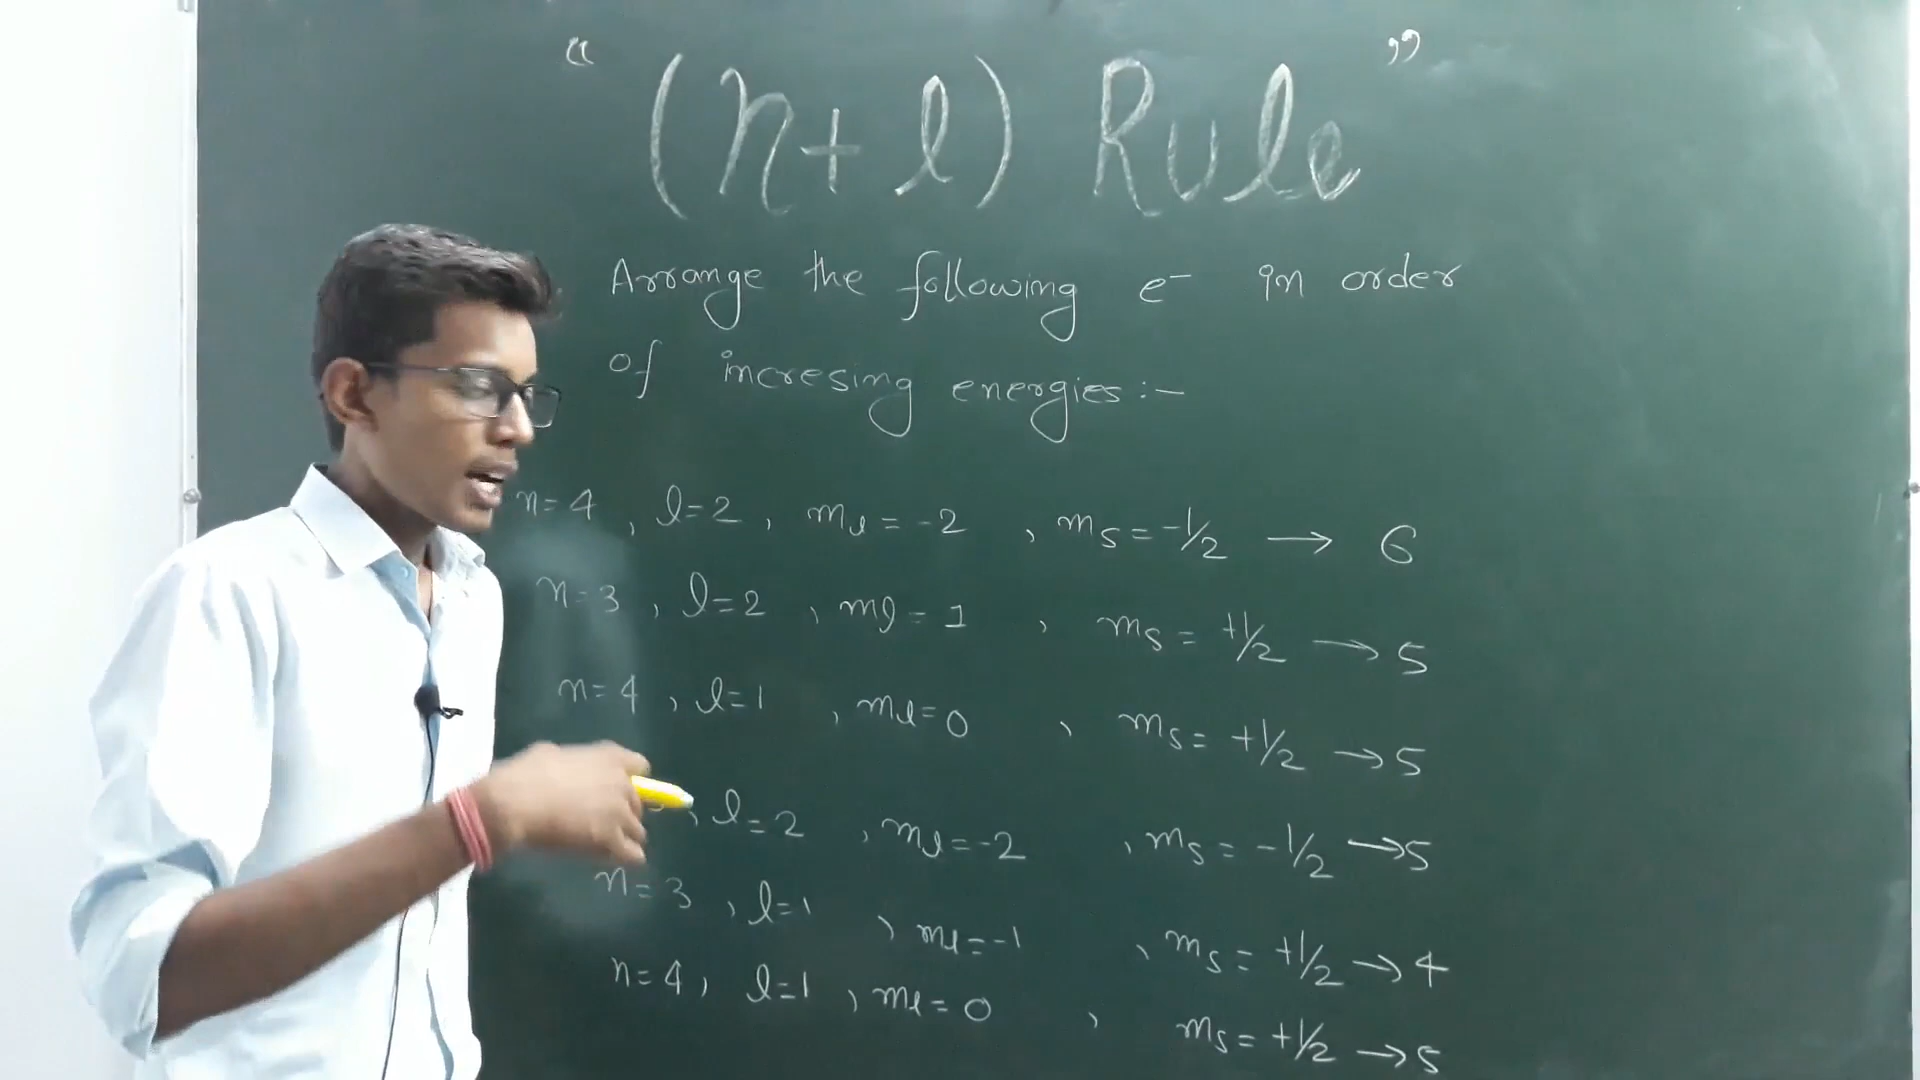 “ (n+l) Rule ”
Arrange the following e⁻ in order
of incresing energies:-
n=4, l=2, ml = -2, ms = -1/2 → 6
n=3, l=2, ml = 1, ms = +1/2 → 5
n=4, l=1, ml=0, ms = +1/2 → 5
, l=2, ml=-2, ms = -1/2 → 5
n=3, l=1, ml=-1, ms = +1/2 → 4
n=4, l=1, ml=0, ms = +1/2 → 5